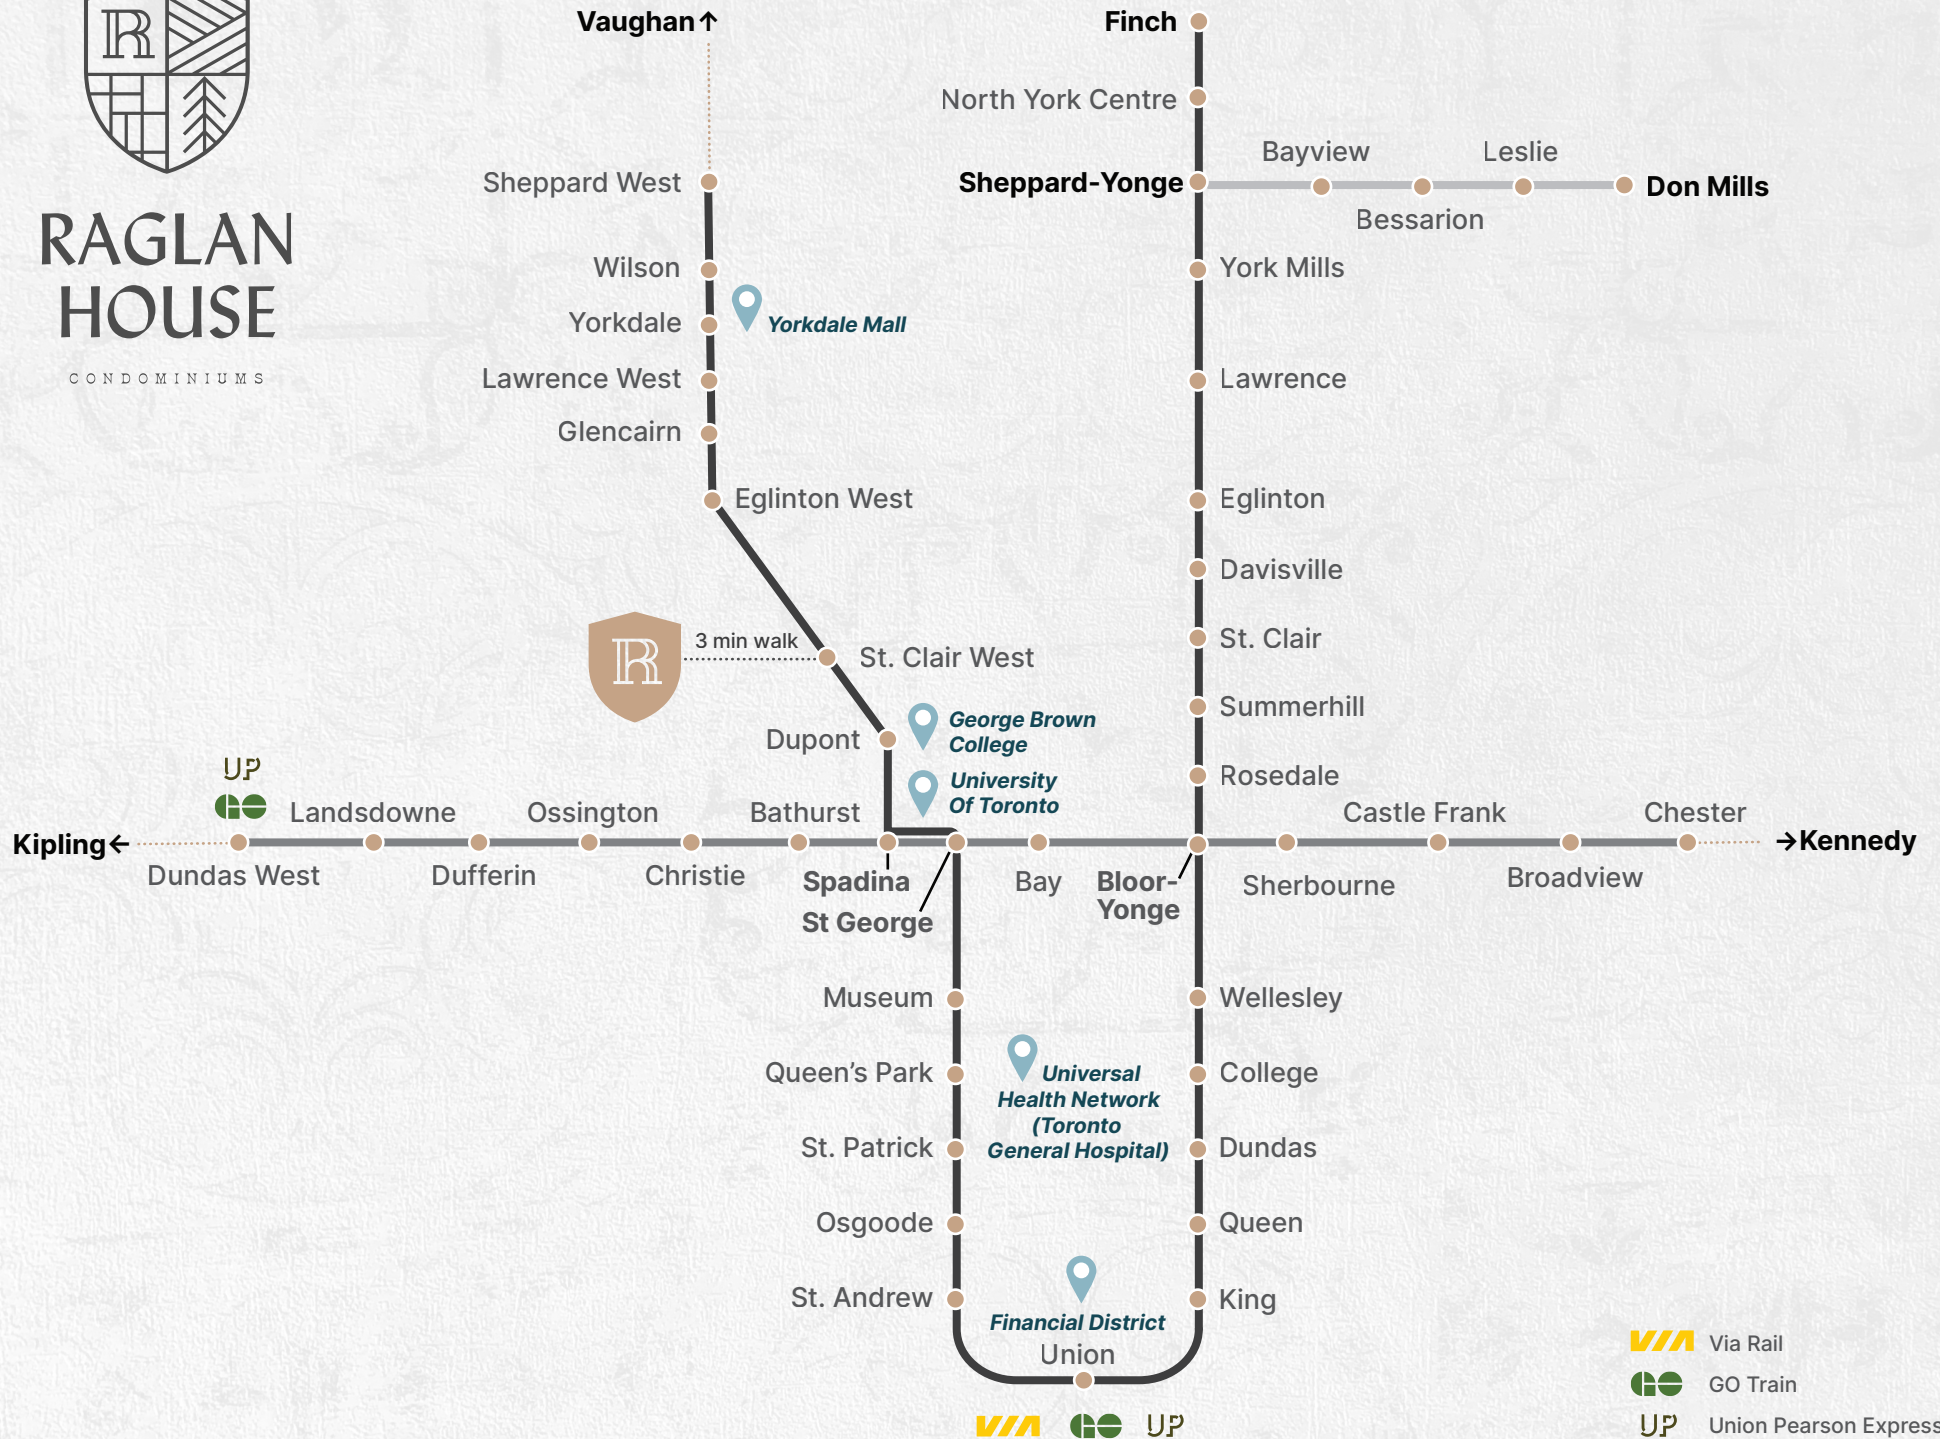 R
RAGLAN
HOUSE
CONDOMINIUMS
Vaughan↑
Finch
North York Centre
Sheppard West
Sheppard-Yonge
Bayview
Leslie
Don Mills
Bessarion
Wilson
York Mills
Yorkdale
Yorkdale Mall
Lawrence West
Lawrence
Glencairn
Eglinton West
Eglinton
Davisville
R
3 min walk
St. Clair West
St. Clair
Summerhill
Dupont
George Brown
College
University
Of Toronto
Rosedale
UP
GO
Landsdowne
Ossington
Bathurst
Castle Frank
Chester
Kipling←
→Kennedy
Dundas West
Dufferin
Christie
Spadina
St George
Bay
Bloor-
Yonge
Sherbourne
Broadview
Museum
Wellesley
Queen's Park
College
Universal
Health Network
(Toronto
General Hospital)
St. Patrick
Dundas
Osgoode
Queen
St. Andrew
King
Financial District
Union
VIA GO UP
VIA Via Rail
GO GO Train
UP Union Pearson Express